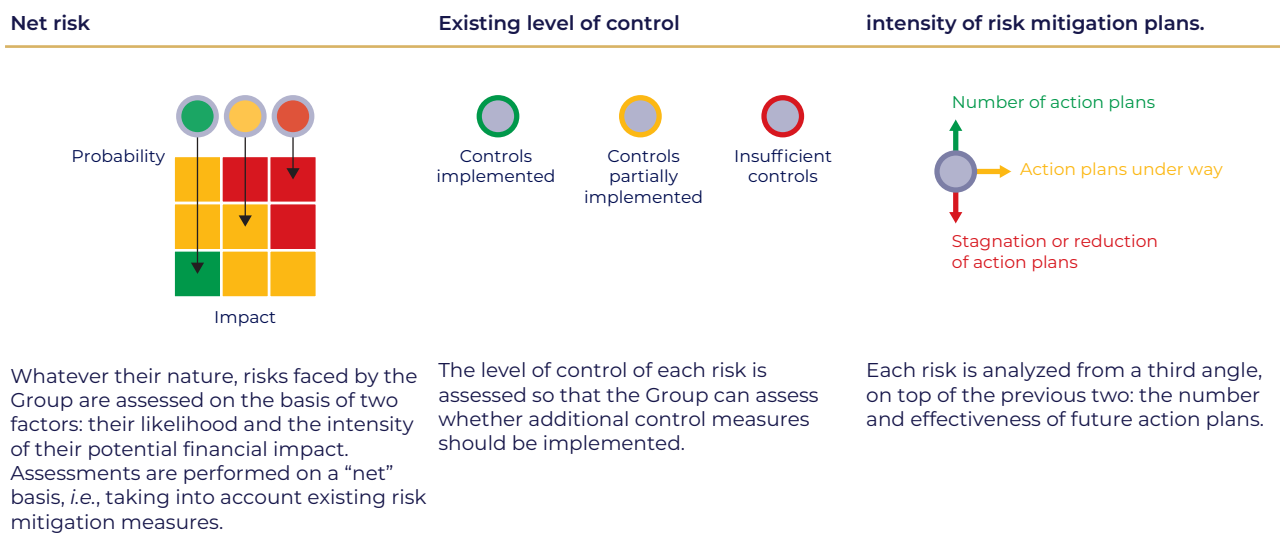 Net risk
Existing level of control
intensity of risk mitigation plans.
Probability
Impact
Controls
implemented
Controls
partially
implemented
Insufficient
controls
Number of action plans
Action plans under way
Stagnation or reduction
of action plans
Whatever their nature, risks faced by the
Group are assessed on the basis of two
factors: their likelihood and the intensity
of their potential financial impact.
Assessments are performed on a “net”
basis, i.e., taking into account existing risk
mitigation measures.
The level of control of each risk is
assessed so that the Group can assess
whether additional control measures
should be implemented.
Each risk is analyzed from a third angle,
on top of the previous two: the number
and effectiveness of future action plans.